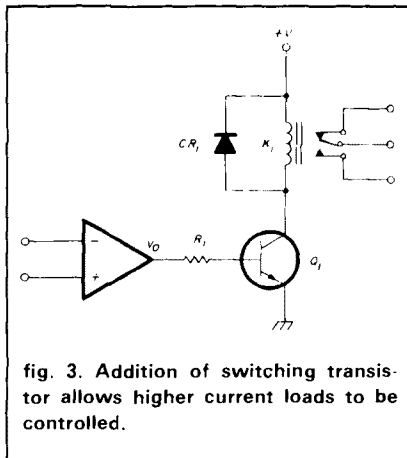 +V
CR1
K1
−
+
VO
R1
Q1
fig. 3. Addition of switching transis-
tor allows higher current loads to be
controlled.